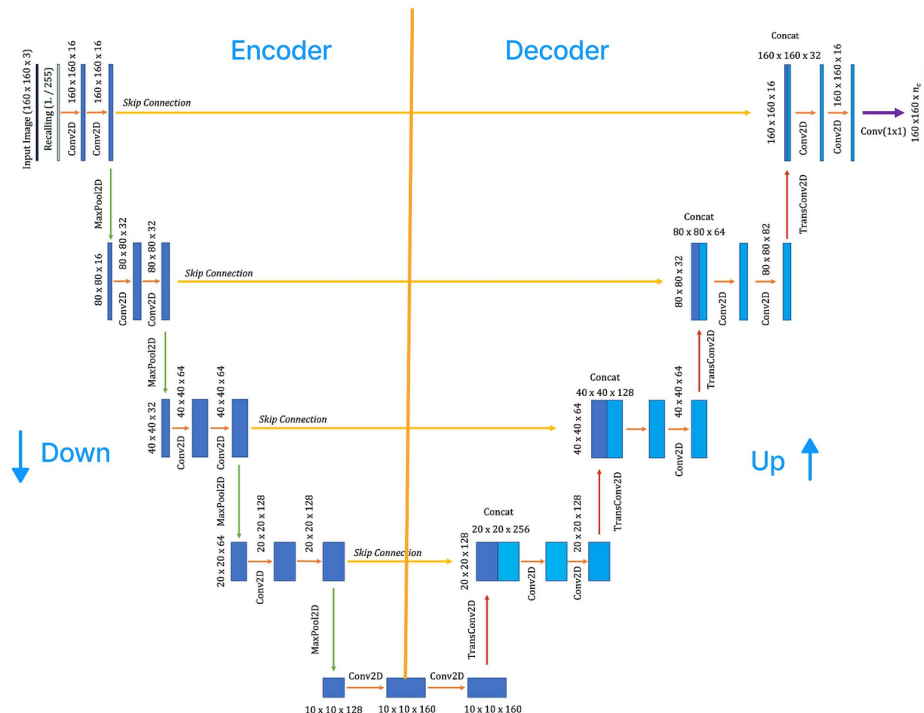 Encoder
Decoder
Input Image (160 x 160 x 3)
Recalling (1. / 255)
Conv2D
160 x 160 x 16
Conv2D
160 x 160 x 16
Skip Connection
Concat
160 x 160 x 32
160 x 160 x 16
Conv2D
160 x 160 x 16
Conv2D
Conv(1x1)
160 x160 x n_c
MaxPool2D
TransConv2D
80 x 80 x 16
80 x 80 x 32
Conv2D
80 x 80 x 32
Conv2D
Skip Connection
Concat
80 x 80 x 64
80 x 80 x 32
Conv2D
80 x 80 x 82
Conv2D
MaxPool2D
TransConv2D
40 x 40 x 32
40 x 40 x 64
Conv2D
40 x 40 x 64
Conv2D
Skip Connection
Concat
40 x 40 x 128
40 x 40 x 64
40 x 40 x 64
Conv2D
Down
Up
MaxPool2D
TransConv2D
20 x 20 x 64
20 x 20 x 128
Conv2D
20 x 20 x 128
Skip Connection
Concat
20 x 20 x 256
20 x 20 x 128
Conv2D
20 x 20 x 128
Conv2D
MaxPool2D
TransConv2D
Conv2D
Conv2D
10 x 10 x 128
10 x 10 x 160
10 x 10 x 160